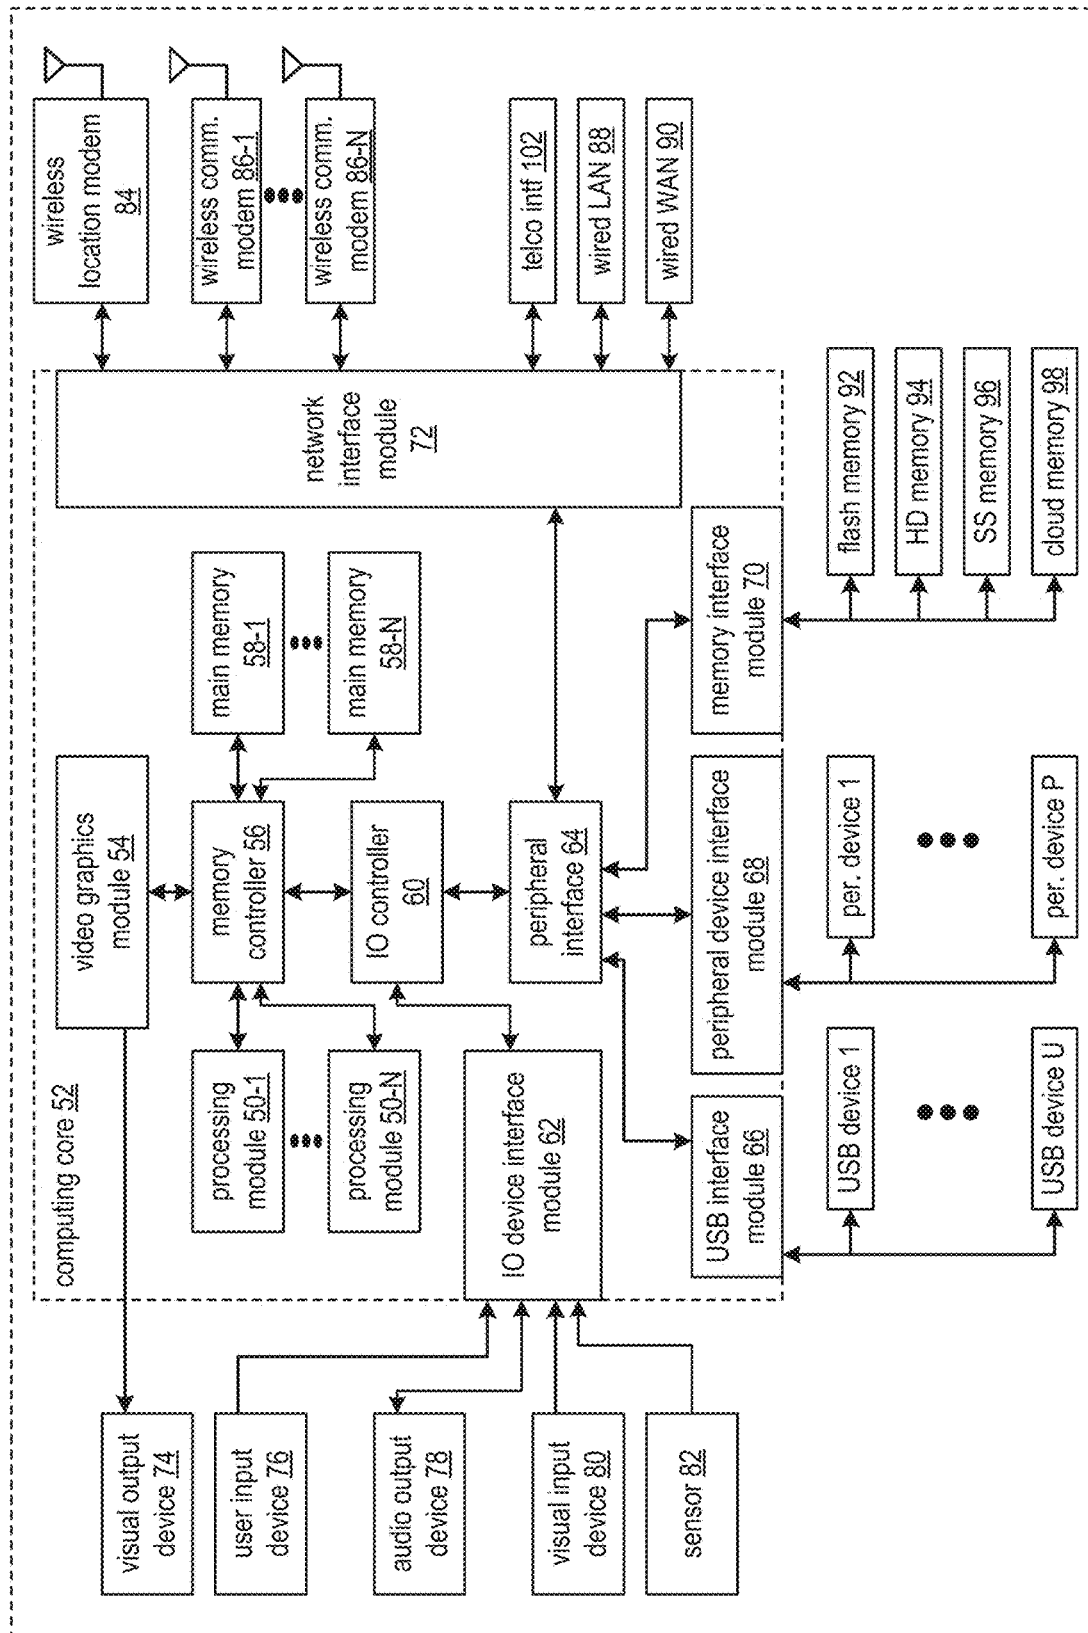 computing core 52
visual output
device 74
user input
device 76
audio output
device 78
visual input
device 80
sensor 82
video graphics
module 54
processing
module 50-1
processing
module 50-N
memory
controller 56
main memory
58-1
main memory
58-N
IO controller
60
IO device interface
module 62
peripheral
interface 64
network
interface
module
72
wireless
location modem
84
wireless comm.
modem 86-1
wireless comm.
modem 86-N
telco intf 102
wired LAN 88
wired WAN 90
USB interface
module 66
peripheral device interface
module 68
memory interface
module 70
USB device 1
USB device U
per. device 1
per. device P
flash memory 92
HD memory 94
SS memory 96
cloud memory 98